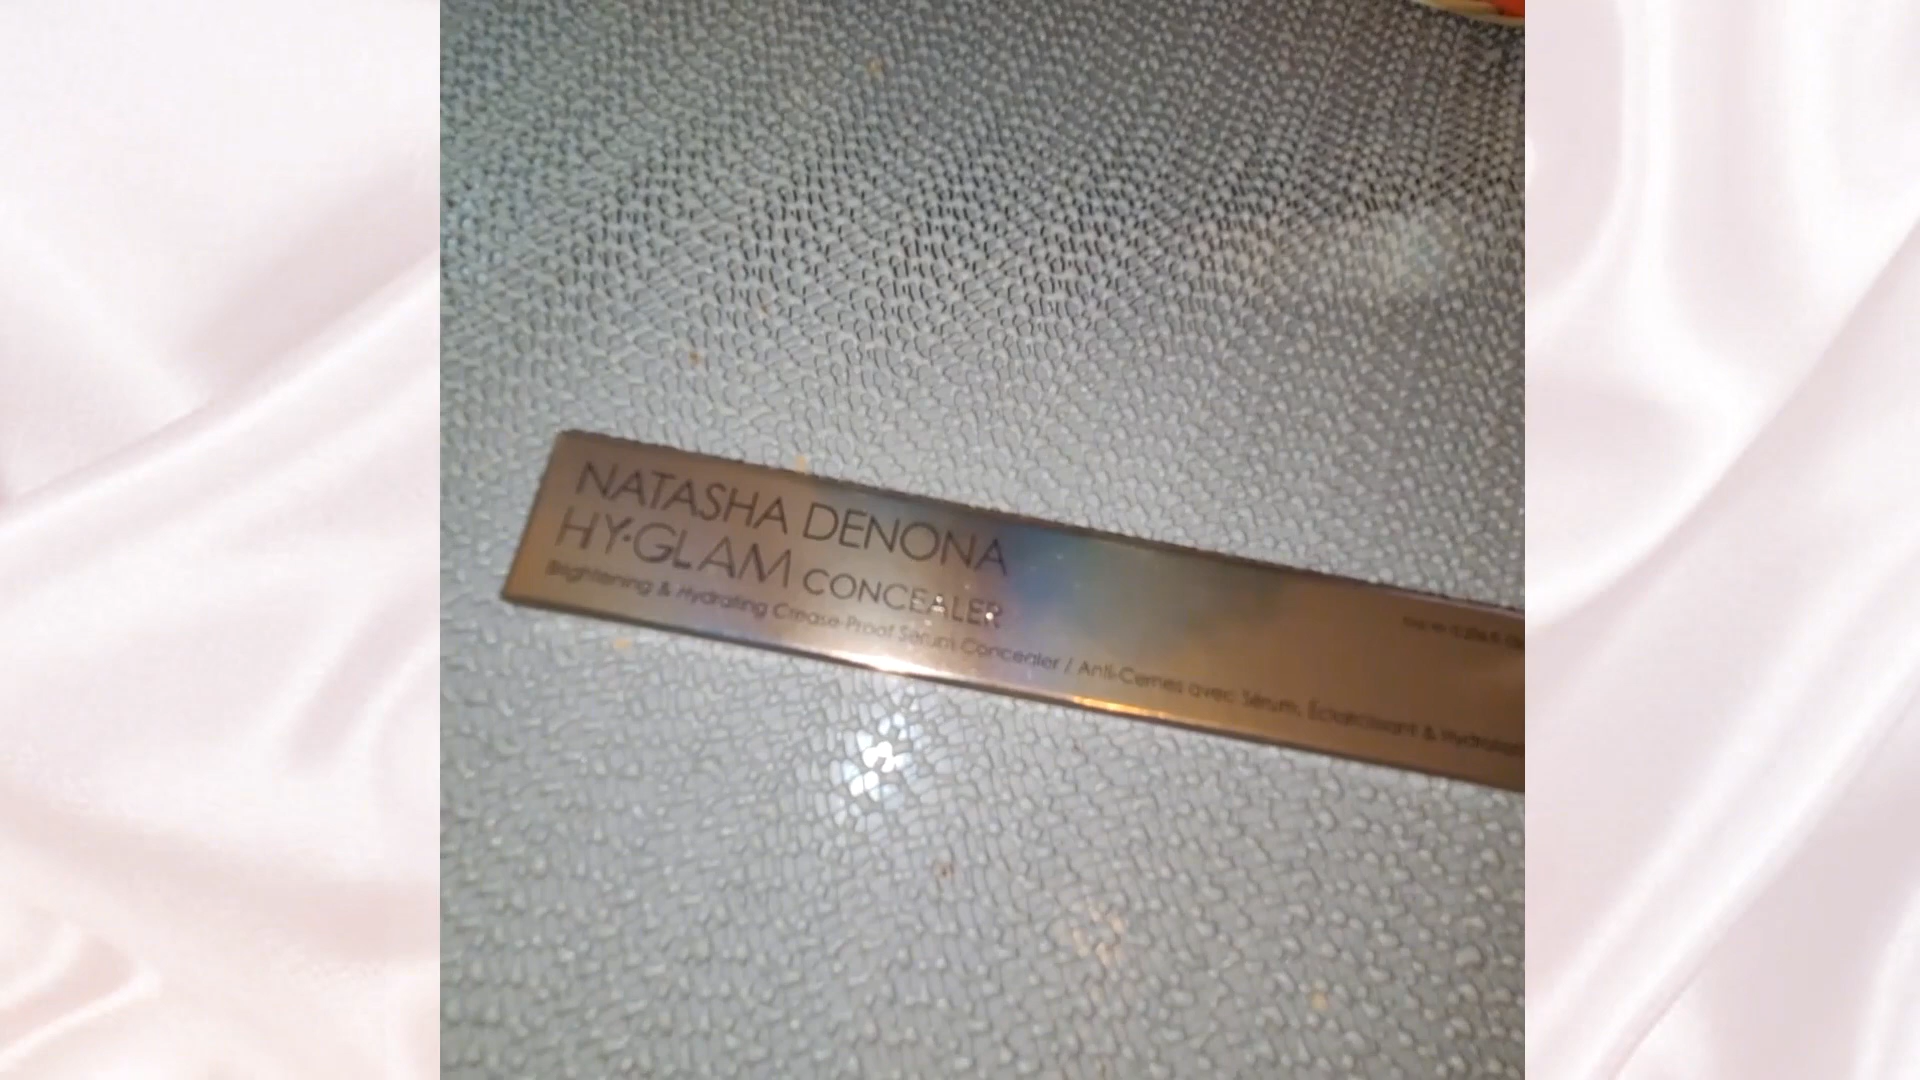 NATASHA DENONA
HY·GLAM CONCEALER
Brightening & Hydrating Crease-Proof Serum Concealer / Anti-Cernes avec Sérum, Éclaircissant & Hydratant